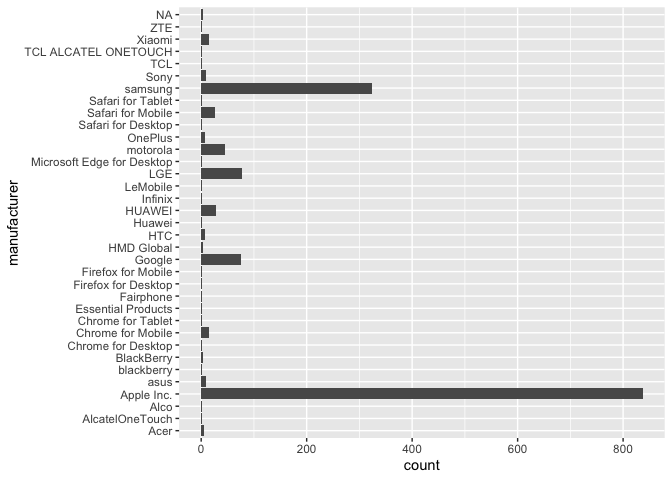 NA
ZTE
Xiaomi
TCL ALCATEL ONETOUCH
TCL
Sony
samsung
Safari for Tablet
Safari for Mobile
Safari for Desktop
OnePlus
motorola
Microsoft Edge for Desktop
LGE
LeMobile
Infinix
HUAWEI
Huawei
HTC
HMD Global
Google
Firefox for Mobile
Firefox for Desktop
Fairphone
Essential Products
Chrome for Tablet
Chrome for Mobile
Chrome for Desktop
BlackBerry
blackberry
asus
Apple Inc.
Alco
AlcatelOneTouch
Acer
manufacturer
0 200 400 600 800
count